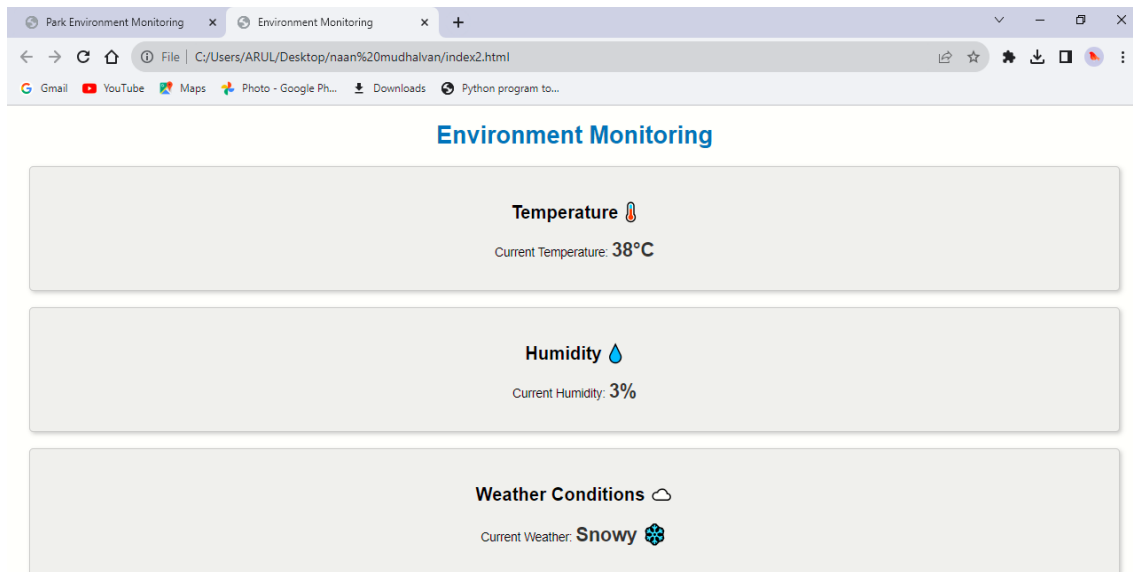 Park Environment Monitoring
Environment Monitoring
File
C:/Users/ARUL/Desktop/naan%20mudhalvan/index2.html
Gmail
YouTube
Maps
Photo - Google Ph...
Downloads
Python program to...
Environment Monitoring
Temperature
Current Temperature: 38°C
Humidity
Current Humidity: 3%
Weather Conditions
Current Weather: Snowy